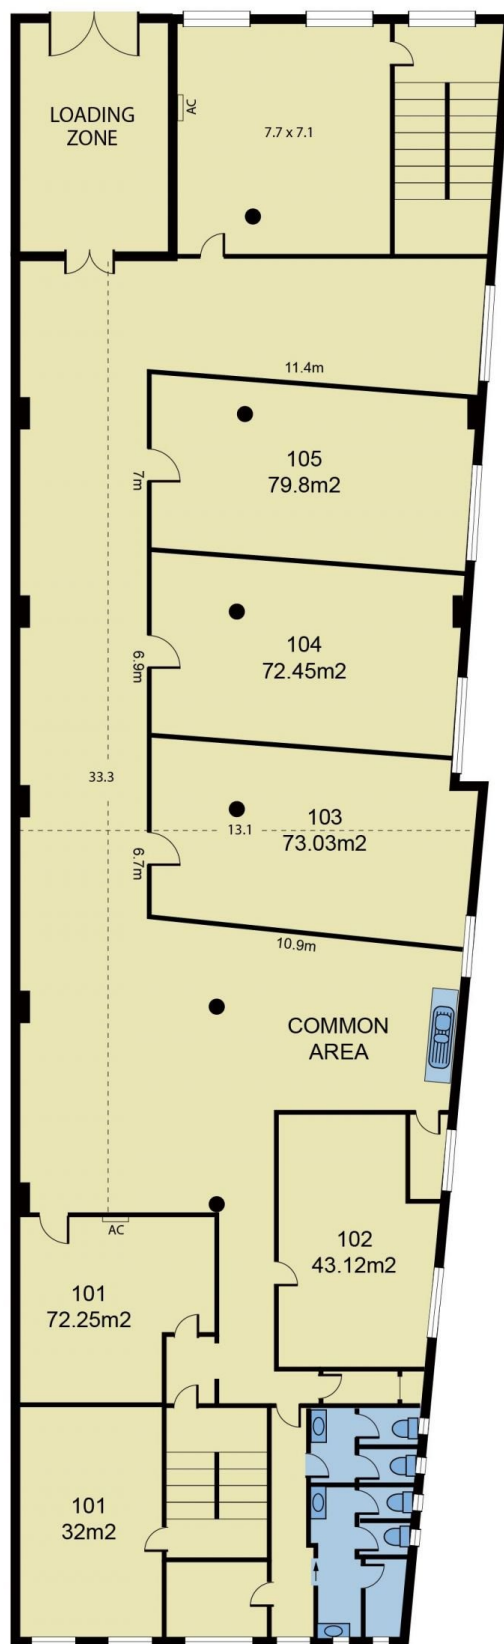 LOADING
ZONE
AC
7.7 x 7.1
11.4m
105
79.8m2
7m
104
72.45m2
6.9m
33.3
103
13.1
73.03m2
6.7m
10.9m
COMMON
AREA
AC
102
43.12m2
101
72.25m2
101
32m2